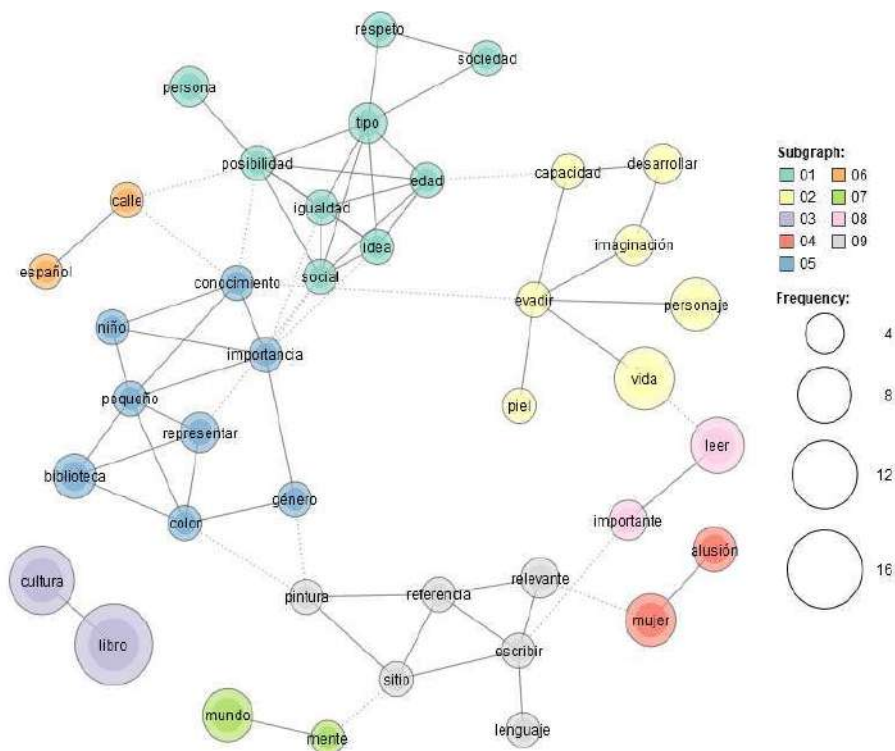 respeto
sociedad
persona
tipo
posibilidad
edad
capacidad
desarrollar
calle
igualdad
idea
imaginación
español
social
conocimiento
evadir
personaje
niño
importancia
vida
pequeño
piel
representar
leer
biblioteca
género
color
importante
alusión
cultura
pintura
referencia
relevante
mujer
libro
escribir
sitio
mundo
mente
lenguaje
Subgraph:
01 06
02 07
03 08
04 09
05
Frequency:
4
8
12
16